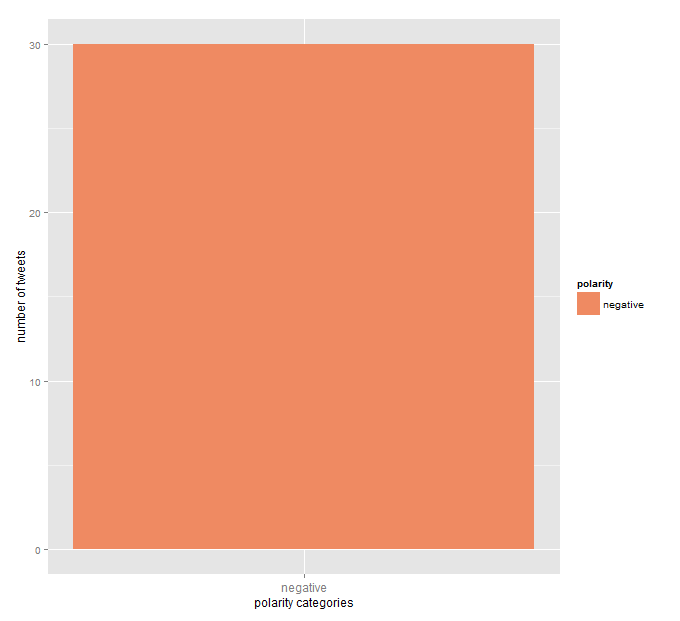 30
20
10
0
number of tweets
negative
polarity categories
polarity
negative